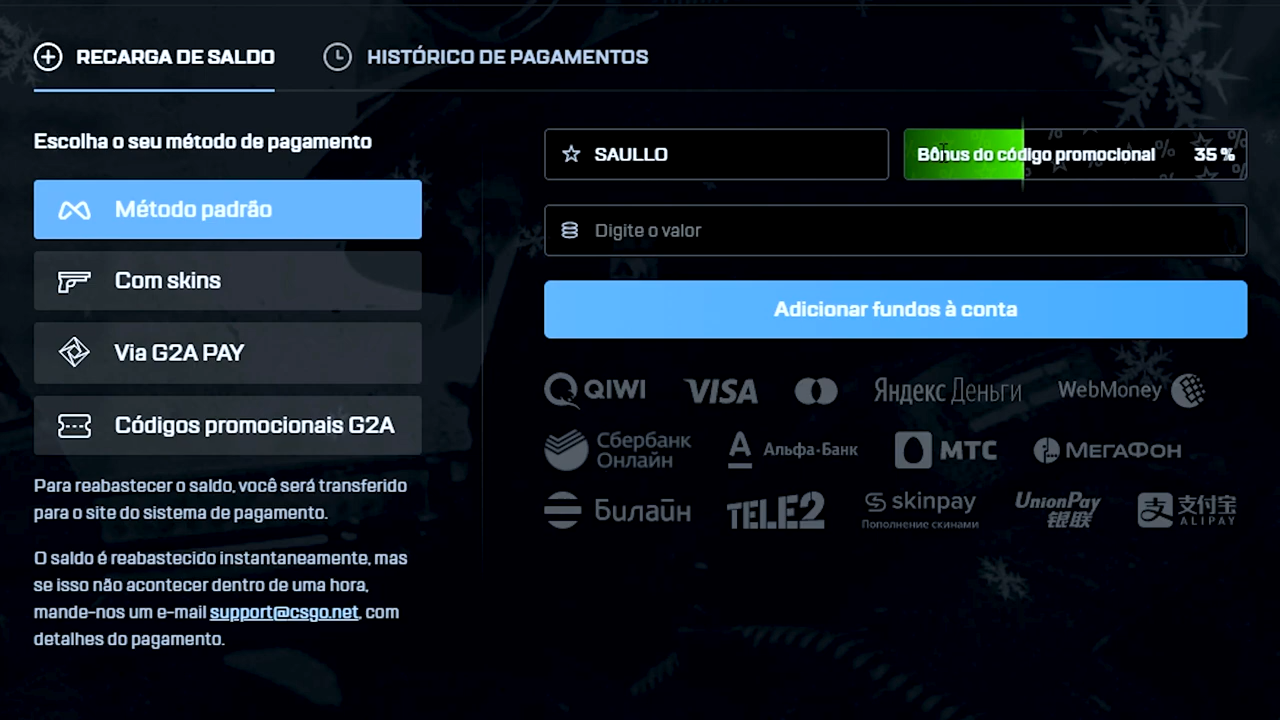 RECARGA DE SALDO
HISTÓRICO DE PAGAMENTOS
Escolha o seu método de pagamento
Método padrão
Com skins
Via G2A PAY
Códigos promocionais G2A
Para reabastecer o saldo, você será transferido
para o site do sistema de pagamento.
O saldo é reabastecido instantaneamente, mas
se isso não acontecer dentro de uma hora,
mande-nos um e-mail support@csgo.net, com
detalhes do pagamento.
SAULLO
Bônus do código promocional 35 %
Digite o valor
Adicionar fundos à conta
QIWI VISA Яндекс Деньги WebMoney
Сбербанк
Онлайн
А Альфа·Банк МТС МЕГАФОН
Билайн TELE2
skinpay
Пополнение скинами
UnionPay
银联
支 支付宝
ALIPAY